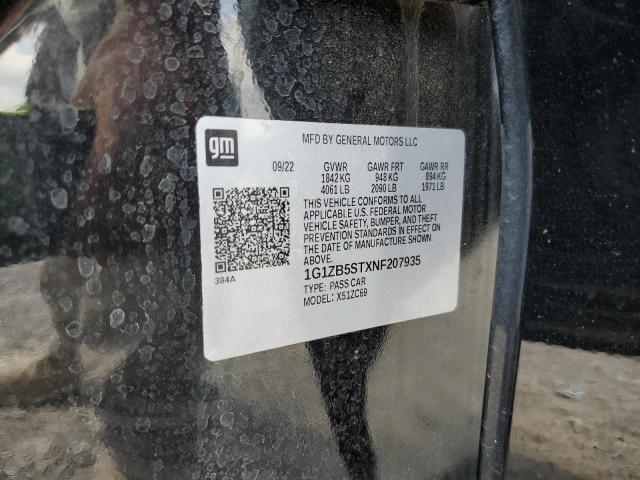 gm
MFD BY GENERAL MOTORS LLC
09/22 GVWR GAWR FRT GAWR RR
1842 KG 948 KG 894 KG
4061 LB 2090 LB 1971 LB
THIS VEHICLE CONFORMS TO ALL
APPLICABLE U.S. FEDERAL MOTOR
VEHICLE SAFETY, BUMPER, AND THEFT
PREVENTION STANDARDS IN EFFECT ON
THE DATE OF MANUFACTURE SHOWN
ABOVE.
384A
1G1ZB5STXNF207935
TYPE: PASS CAR
MODEL: X51ZC69